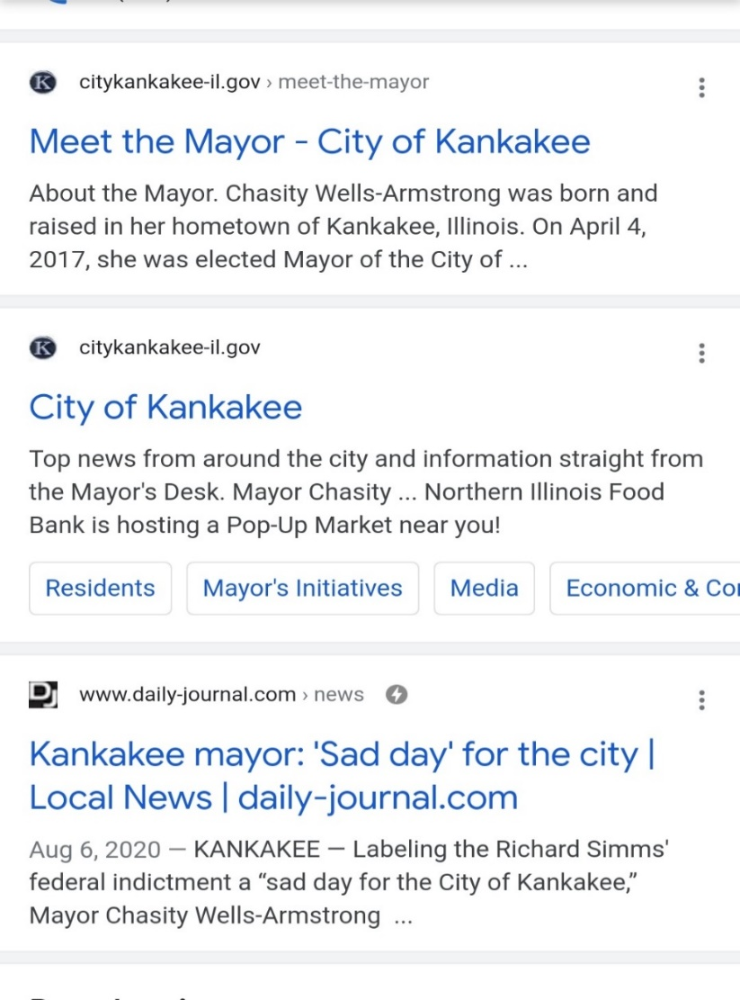 citykankakee-il.gov › meet-the-mayor
Meet the Mayor - City of Kankakee
About the Mayor. Chasity Wells-Armstrong was born and
raised in her hometown of Kankakee, Illinois. On April 4,
2017, she was elected Mayor of the City of ...
citykankakee-il.gov
City of Kankakee
Top news from around the city and information straight from
the Mayor's Desk. Mayor Chasity ... Northern Illinois Food
Bank is hosting a Pop-Up Market near you!
Residents Mayor's Initiatives Media Economic &
www.daily-journal.com › news
Kankakee mayor: 'Sad day' for the city |
Local News | daily-journal.com
Aug 6, 2020 — KANKAKEE — Labeling the Richard Simms'
federal indictment a “sad day for the City of Kankakee,”
Mayor Chasity Wells-Armstrong ...